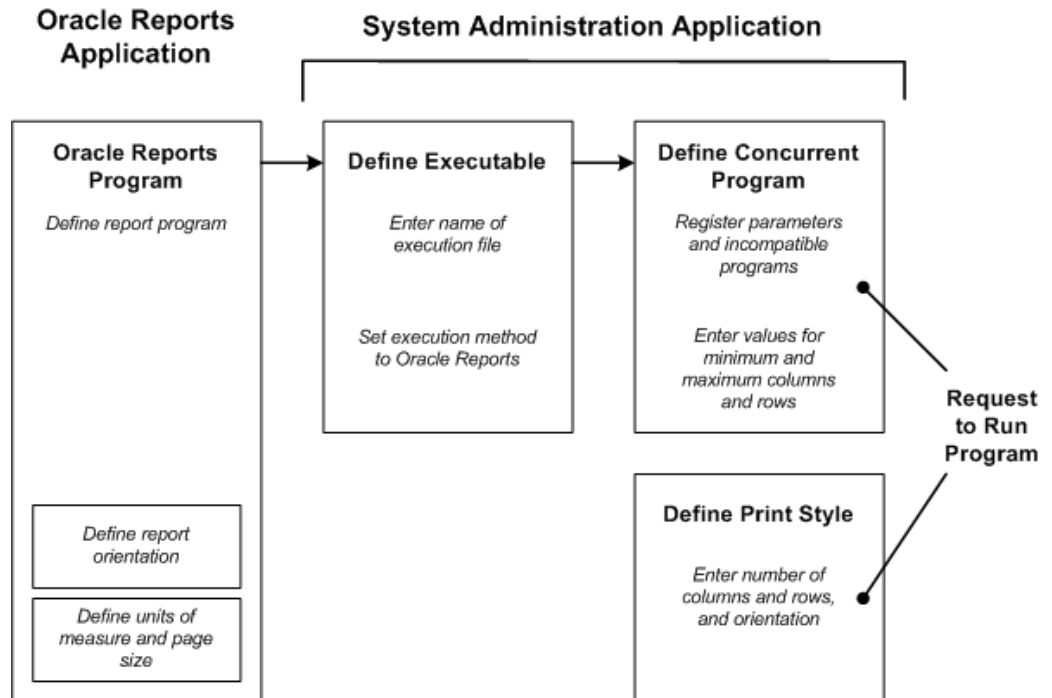 Oracle Reports
Application
System Administration Application
Oracle Reports
Program
Define report program
Define report
orientation
Define units of
measure and page
size
Define Executable
Enter name of
execution file
Set execution method
to Oracle Reports
Define Concurrent
Program
Register parameters
and incompatible
programs
Enter values for
minimum and
maximum columns
and rows
Define Print Style
Enter number of
columns and rows,
and orientation
Request
to Run
Program